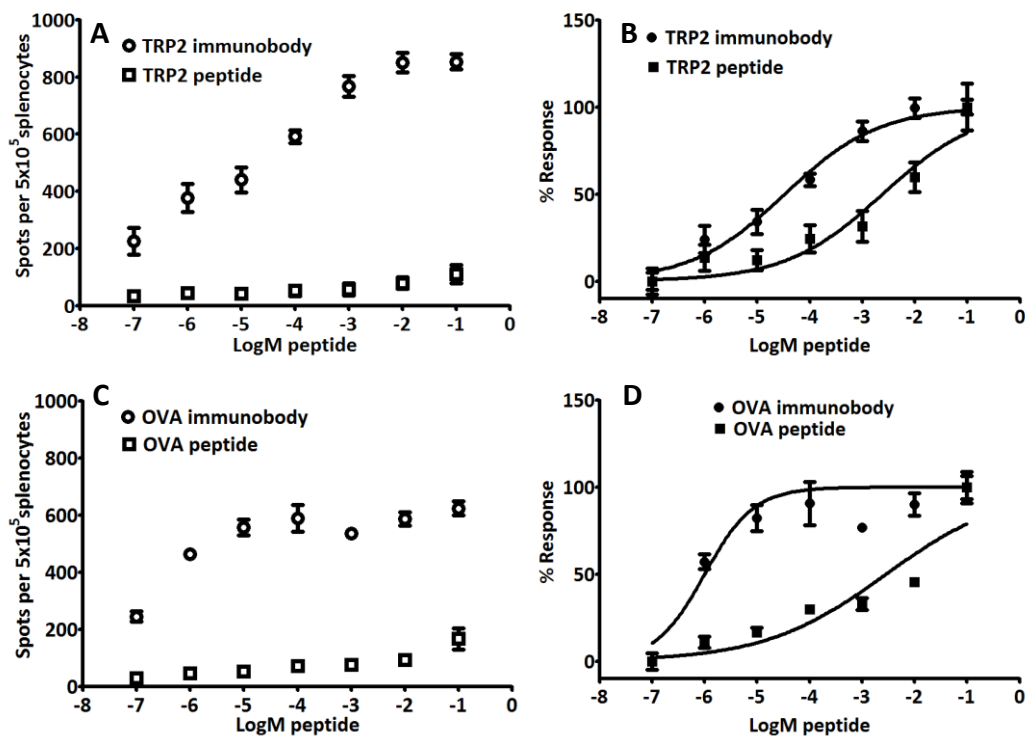 A
TRP2 immunobody
TRP2 peptide
Spots per 5x10⁵ splenocytes
1000
800
600
400
200
0
-8 -7 -6 -5 -4 -3 -2 -1 0
LogM peptide
B
TRP2 immunobody
TRP2 peptide
% Response
150
100
50
0
-8 -7 -6 -5 -4 -3 -2 -1 0
LogM peptide
C
OVA immunobody
OVA peptide
Spots per 5x10⁵ splenocytes
1000
800
600
400
200
0
-8 -7 -6 -5 -4 -3 -2 -1 0
LogM peptide
D
OVA immunobody
OVA peptide
% Response
150
100
50
0
-8 -7 -6 -5 -4 -3 -2 -1 0
LogM peptide